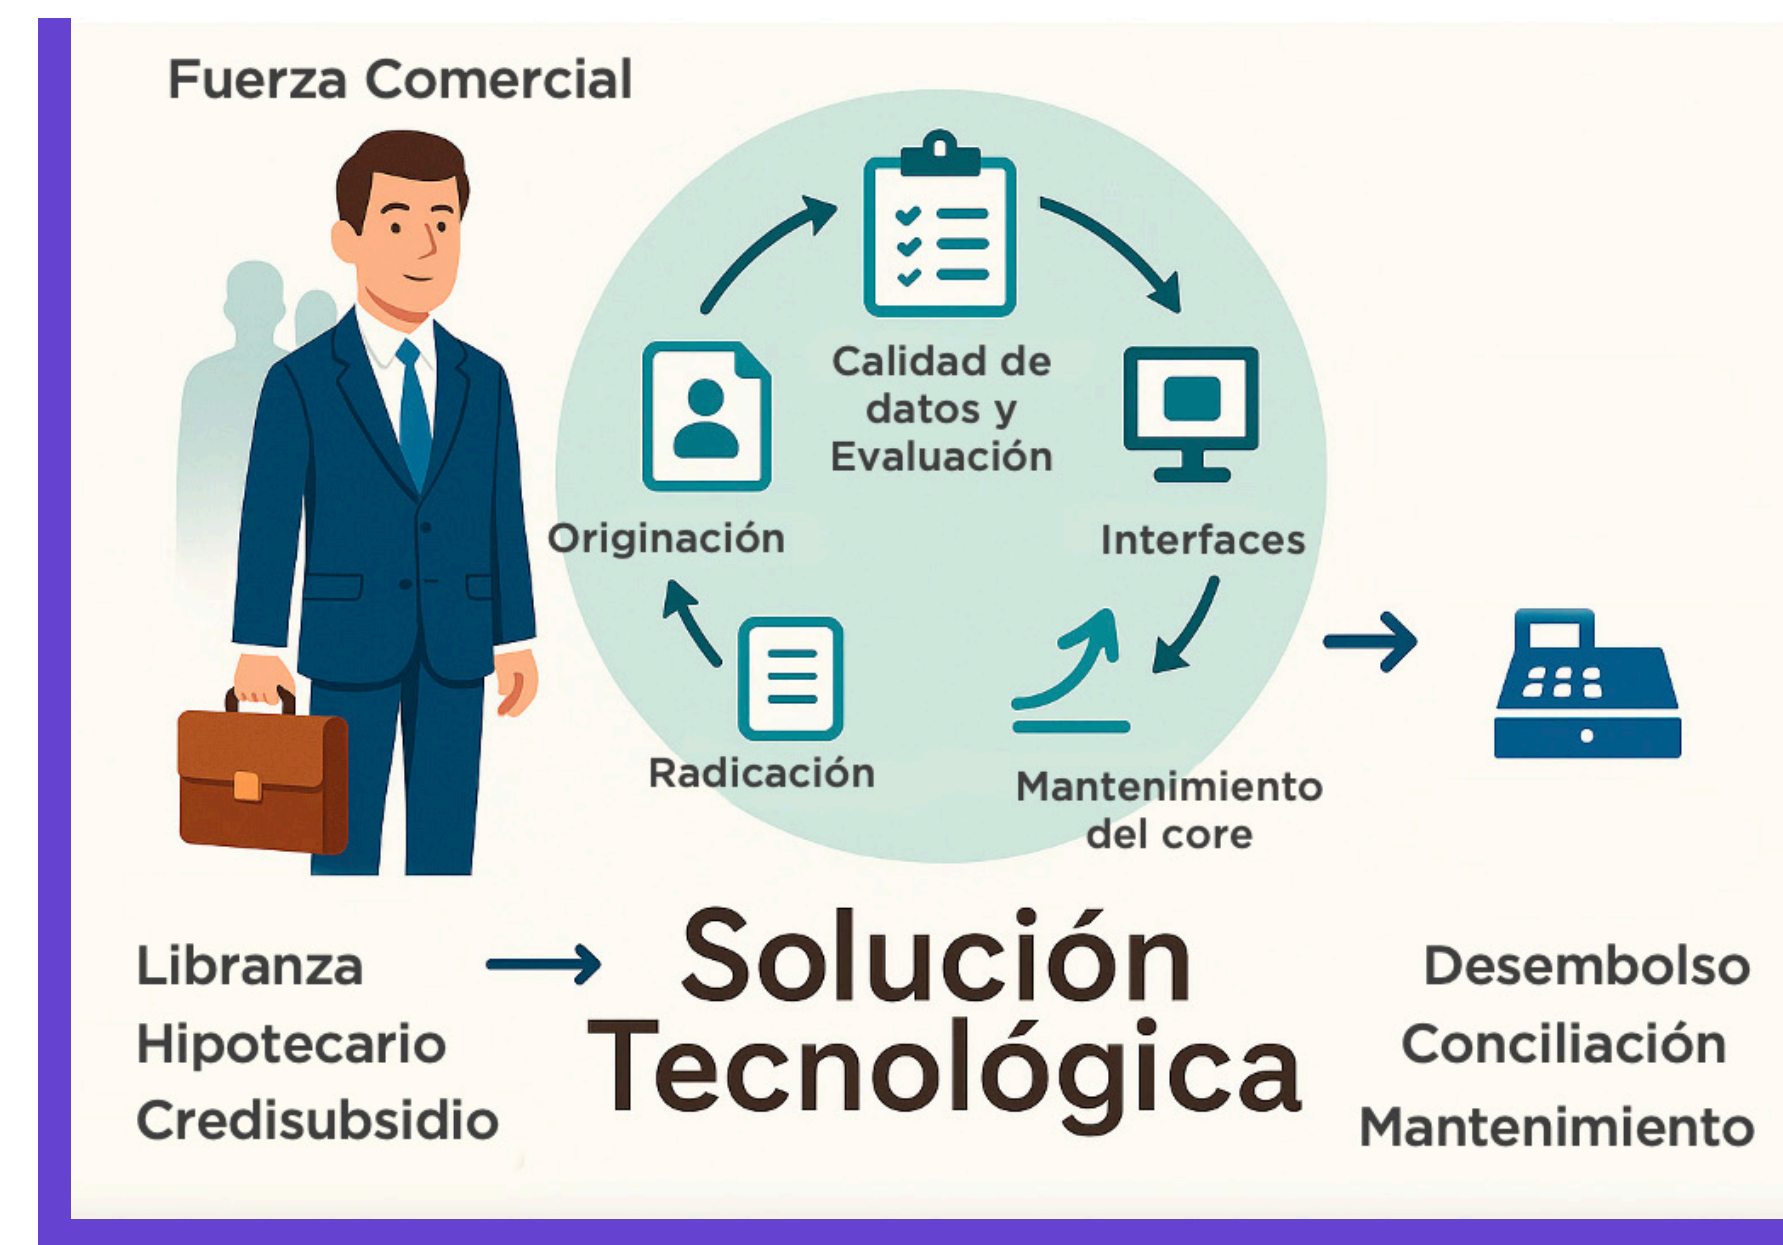 Fuerza Comercial
Calidad de
datos y
Evaluación
Originación
Interfaces
Radicación
Mantenimiento
del core
Libranza
Hipotecario
Credisubsidio
Solución
Tecnológica
Desembolso
Conciliación
Mantenimiento